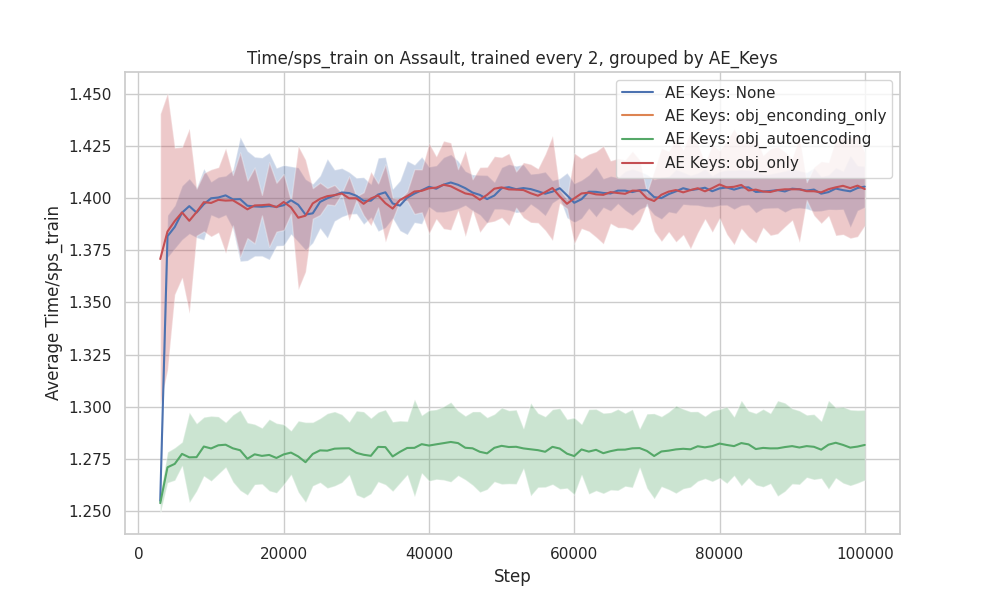 Time/sps_train on Assault, trained every 2, grouped by AE_Keys
AE Keys: None
AE Keys: obj_enconding_only
AE Keys: obj_autoencoding
AE Keys: obj_only
Average Time/sps_train
1.450
1.425
1.400
1.375
1.350
1.325
1.300
1.275
1.250
0
20000
40000
60000
80000
100000
Step